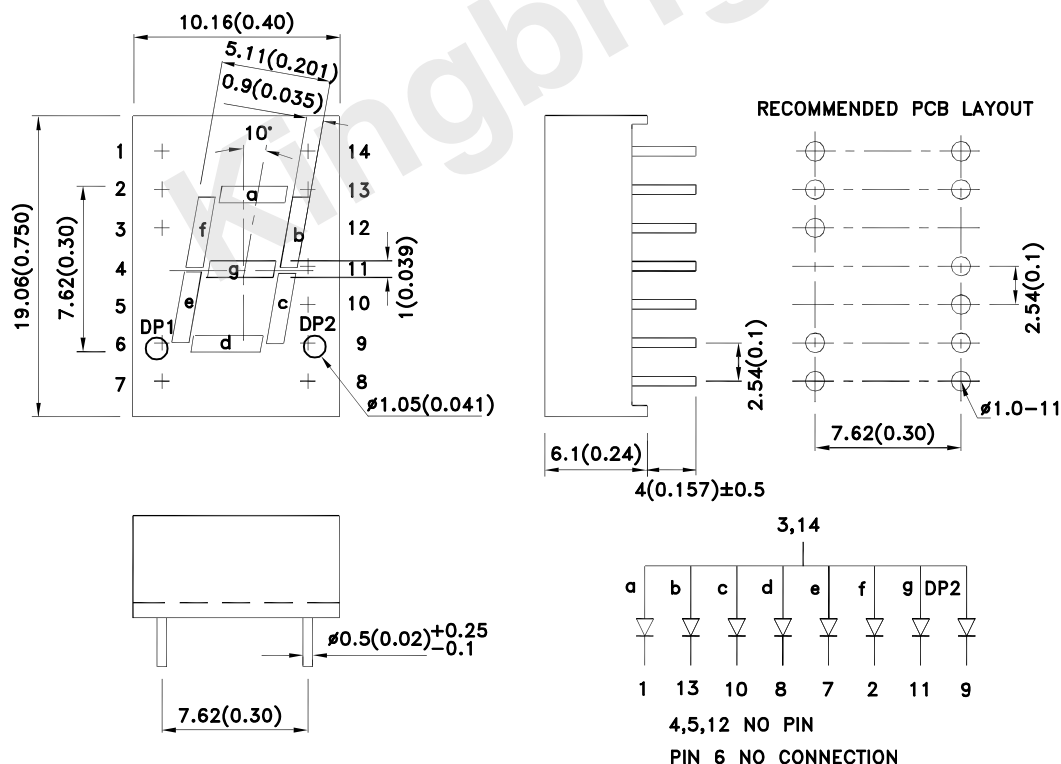 10.16(0.40)
5.11(0.201)
0.9(0.035)
10°
19.06(0.750)
7.62(0.30)
1 14
2 a 13
3 f b 12
4 g 11
1(0.039)
5 e c 10
DP1 DP2
6 d 9
7 8
ø1.05(0.041)
2.54(0.1)
6.1(0.24)
4(0.157)±0.5
RECOMMENDED PCB LAYOUT
2.54(0.1)
ø1.0-11
7.62(0.30)
ø0.5(0.02)+0.25
-0.1
7.62(0.30)
3,14
a b c d e f g DP2
1 13 10 8 7 2 11 9
4,5,12 NO PIN
PIN 6 NO CONNECTION